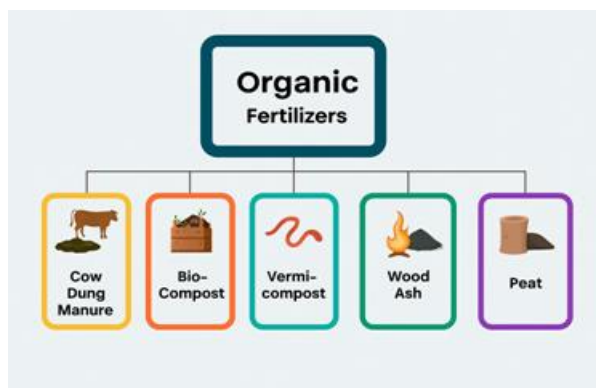 Organic
Fertilizers
Cow
Dung
Manure
Bio-
Compost
Vermi-
compost
Wood
Ash
Peat